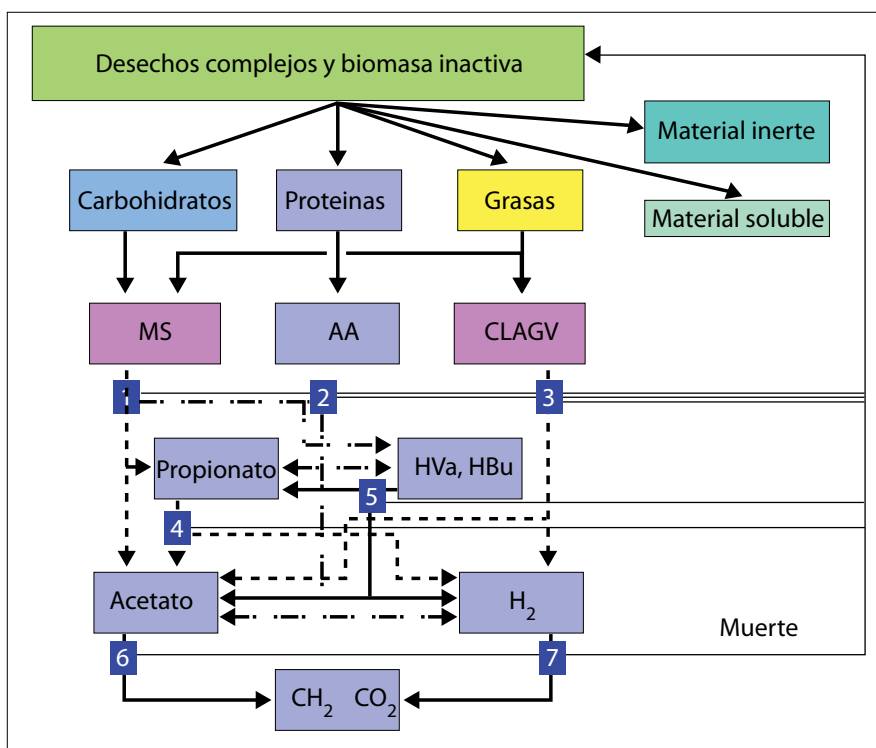 Desechos complejos y biomasa inactiva
Material inerte
Carbohidratos
Proteinas
Grasas
Material soluble
MS
AA
CLAGV
1
2
3
Propionato
HVa, HBu
5
4
Acetato
H₂
Muerte
6
7
CH₂ CO₂